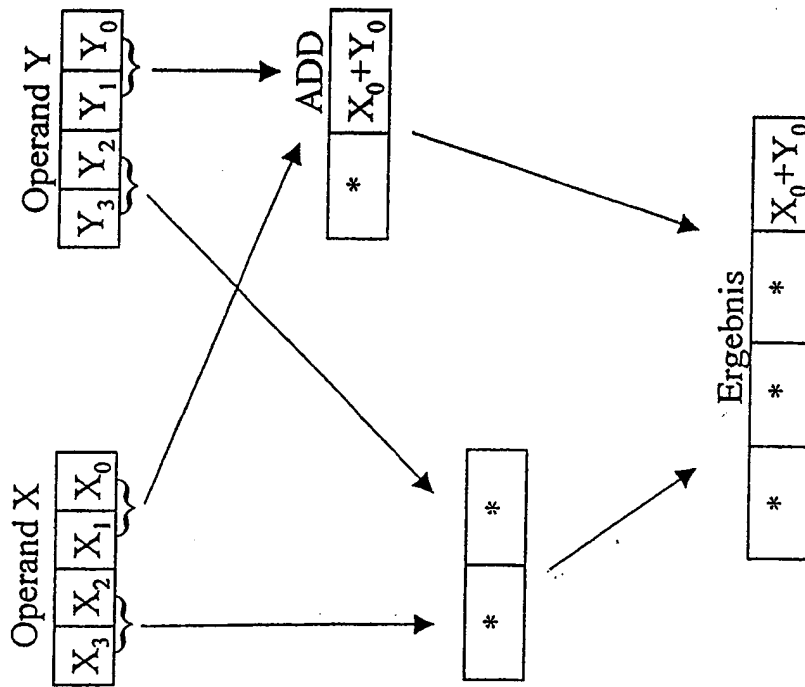 Operand X
X₃ X₂ X₁ X₀
Operand Y
Y₃ Y₂ Y₁ Y₀
ADD
* X₀+Y₀
* *
Ergebnis
* * * X₀+Y₀